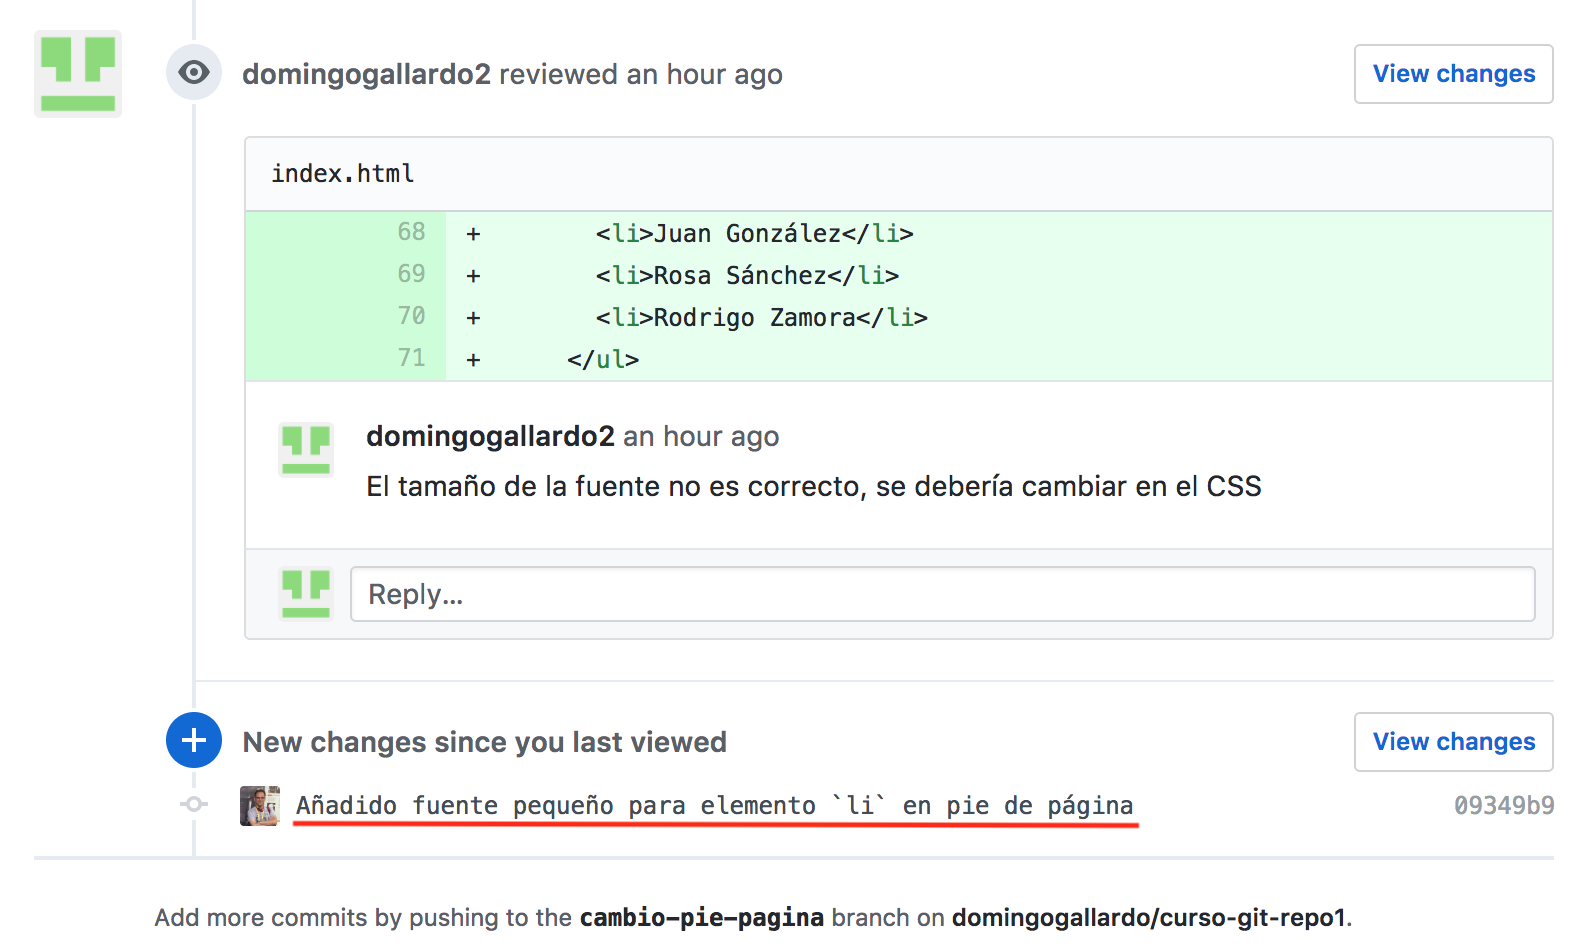 domingogallardo2 reviewed an hour ago
View changes
index.html
68 + <li>Juan González</li>
69 + <li>Rosa Sánchez</li>
70 + <li>Rodrigo Zamora</li>
71 + </ul>
domingogallardo2 an hour ago
El tamaño de la fuente no es correcto, se debería cambiar en el CSS
Reply...
New changes since you last viewed
View changes
Añadido fuente pequeño para elemento `li` en pie de página 09349b9
Add more commits by pushing to the cambio-pie-pagina branch on domingogallardo/curso-git-repo1.